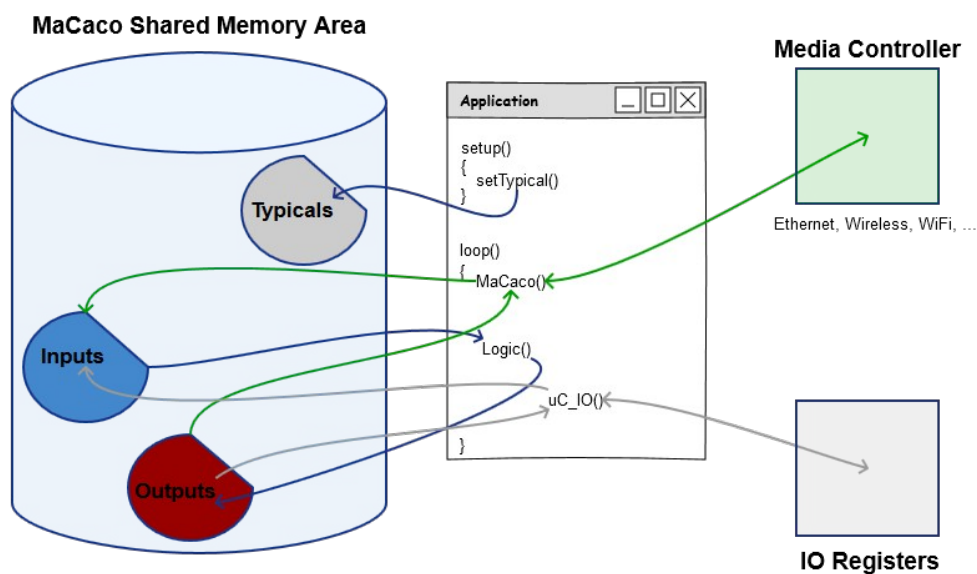 MaCaco Shared Memory Area
Typicals
Inputs
Outputs
Application
setup()
{
setTypical()
}
loop()
{
MaCaco()
Logic()
uC_IO()
}
Media Controller
Ethernet, Wireless, WiFi, ...
IO Registers